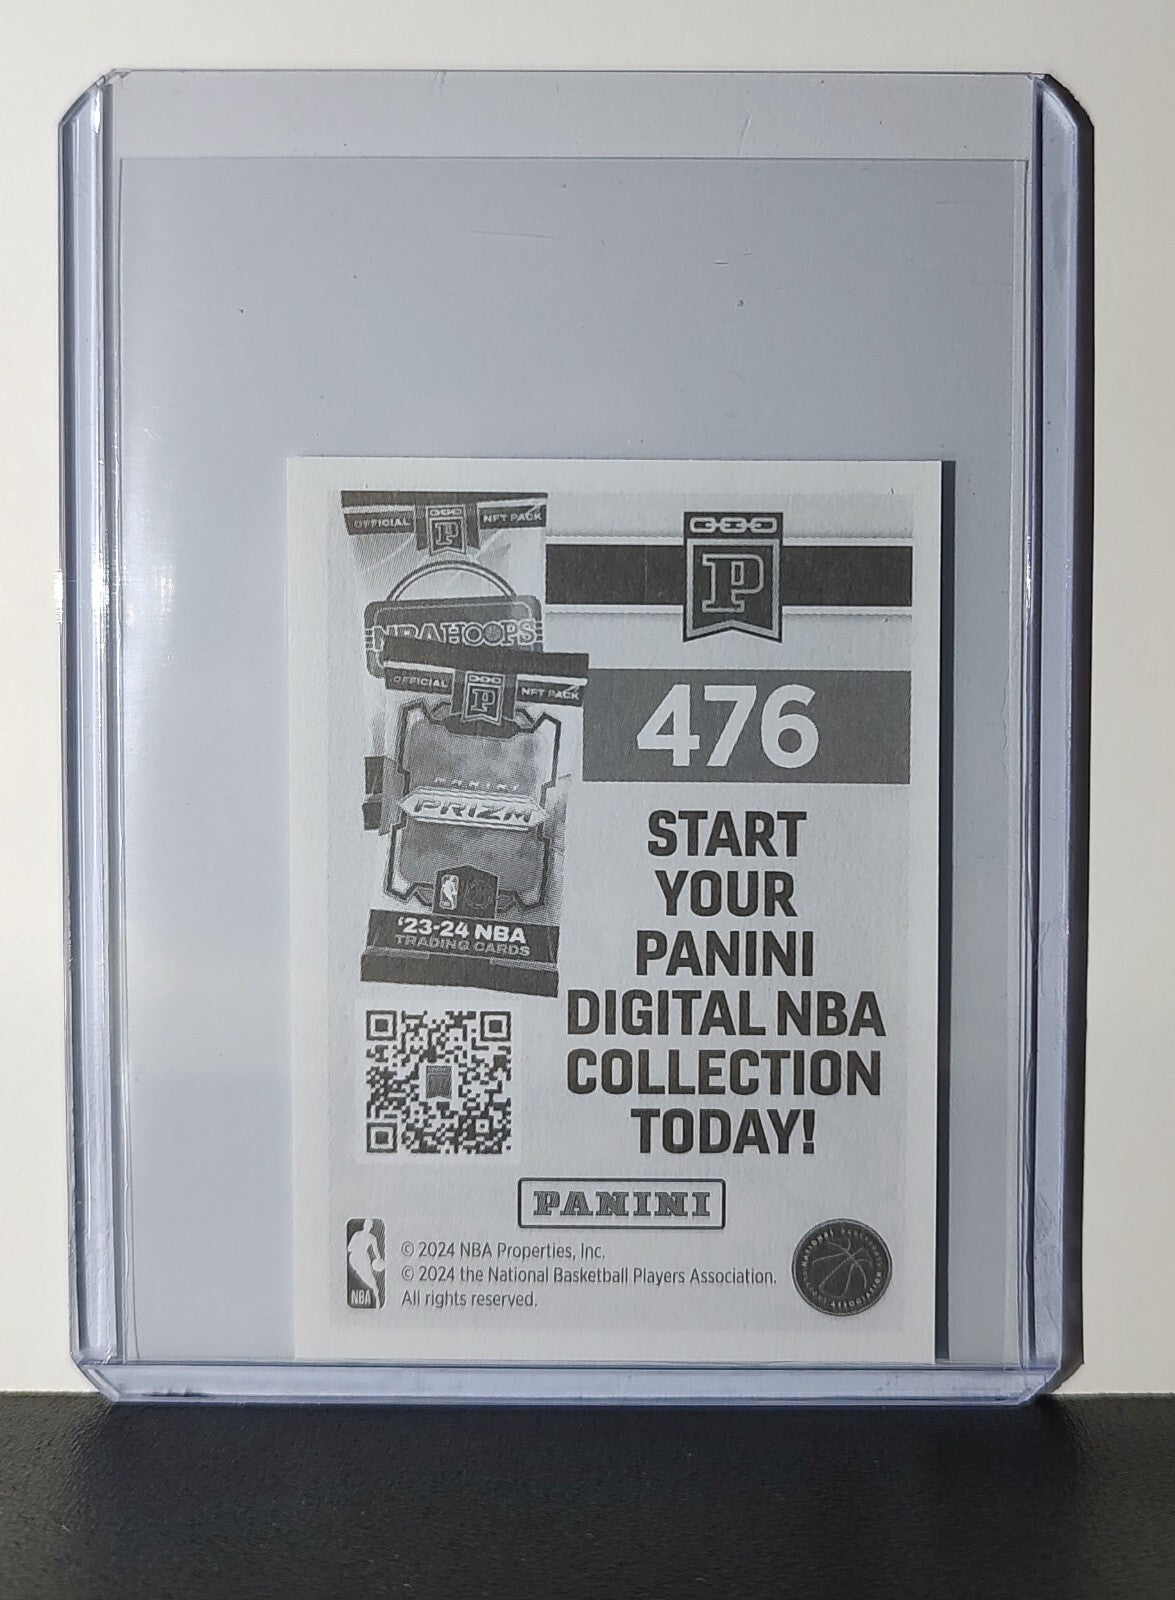 OFFICIAL
P
NFT PACK
NBA HOOPS
OFFICIAL
P
NFT PACK
PANINI
PRIZM
'23-24 NBA
TRADING CARDS
P
476
START
YOUR
PANINI
DIGITAL NBA
COLLECTION
TODAY!
PANINI
NBA
© 2024 NBA Properties, Inc.
© 2024 the National Basketball Players Association.
All rights reserved.